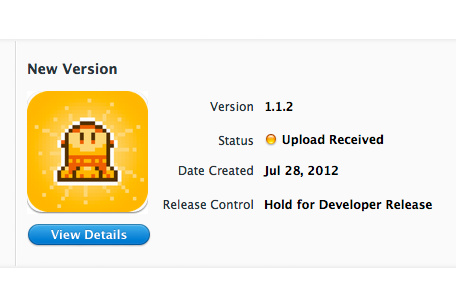 New Version
Version 1.1.2
Status Upload Received
Date Created Jul 28, 2012
Release Control Hold for Developer Release
View Details